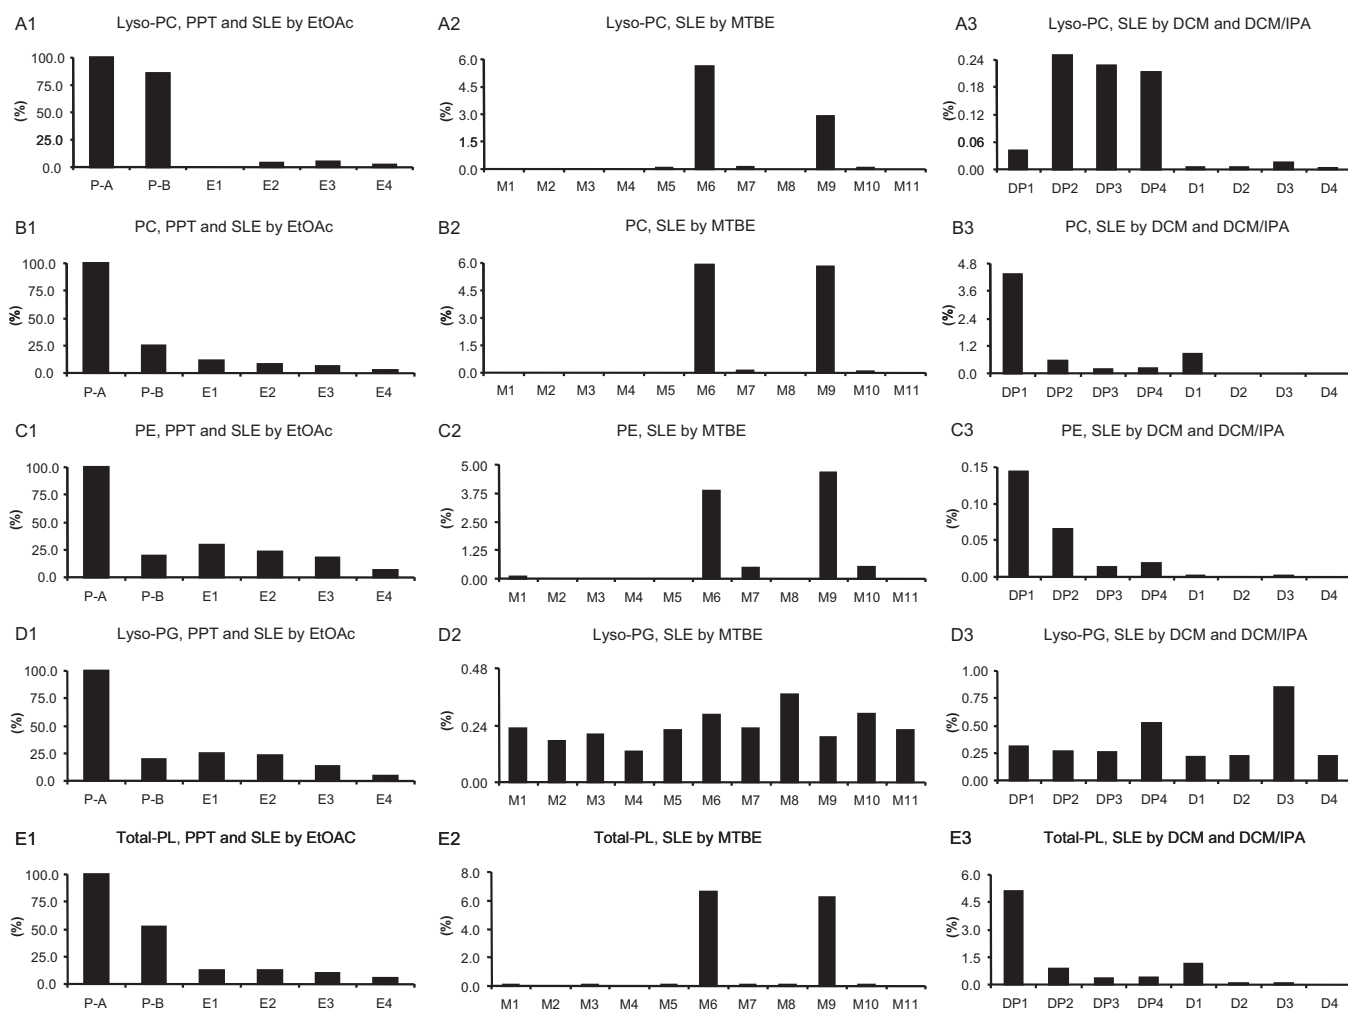 A1 Lyso-PC, PPT and SLE by EtOAc
100.0
75.0
50.0
25.0
0.0
(%)
P-A P-B E1 E2 E3 E4
A2 Lyso-PC, SLE by MTBE
6.0
4.5
3.0
1.5
0.0
(%)
M1 M2 M3 M4 M5 M6 M7 M8 M9 M10 M11
A3 Lyso-PC, SLE by DCM and DCM/IPA
0.24
0.18
0.12
0.06
0.00
(%)
DP1 DP2 DP3 DP4 D1 D2 D3 D4
B1 PC, PPT and SLE by EtOAc
100.0
75.0
50.0
25.0
0.0
(%)
P-A P-B E1 E2 E3 E4
B2 PC, SLE by MTBE
6.0
4.5
3.0
1.5
0.0
(%)
M1 M2 M3 M4 M5 M6 M7 M8 M9 M10 M11
B3 PC, SLE by DCM and DCM/IPA
4.8
3.6
2.4
1.2
0.0
(%)
DP1 DP2 DP3 DP4 D1 D2 D3 D4
C1 PE, PPT and SLE by EtOAc
100.0
75.0
50.0
25.0
0.0
(%)
P-A P-B E1 E2 E3 E4
C2 PE, SLE by MTBE
5.00
3.75
2.50
1.25
0.00
(%)
M1 M2 M3 M4 M5 M6 M7 M8 M9 M10 M11
C3 PE, SLE by DCM and DCM/IPA
0.15
0.10
0.05
0.00
(%)
DP1 DP2 DP3 DP4 D1 D2 D3 D4
D1 Lyso-PG, PPT and SLE by EtOAc
100.0
75.0
50.0
25.0
0.0
(%)
P-A P-B E1 E2 E3 E4
D2 Lyso-PG, SLE by MTBE
0.48
0.24
0.00
(%)
M1 M2 M3 M4 M5 M6 M7 M8 M9 M10 M11
D3 Lyso-PG, SLE by DCM and DCM/IPA
1.00
0.75
0.50
0.25
0.00
(%)
DP1 DP2 DP3 DP4 D1 D2 D3 D4
E1 Total-PL, PPT and SLE by EtOAC
100.0
75.0
50.0
25.0
0.0
(%)
P-A P-B E1 E2 E3 E4
E2 Total-PL, SLE by MTBE
8.0
6.0
4.0
2.0
0.0
(%)
M1 M2 M3 M4 M5 M6 M7 M8 M9 M10 M11
E3 Total-PL, SLE by DCM and DCM/IPA
6.0
4.5
3.0
1.5
0.0
(%)
DP1 DP2 DP3 DP4 D1 D2 D3 D4